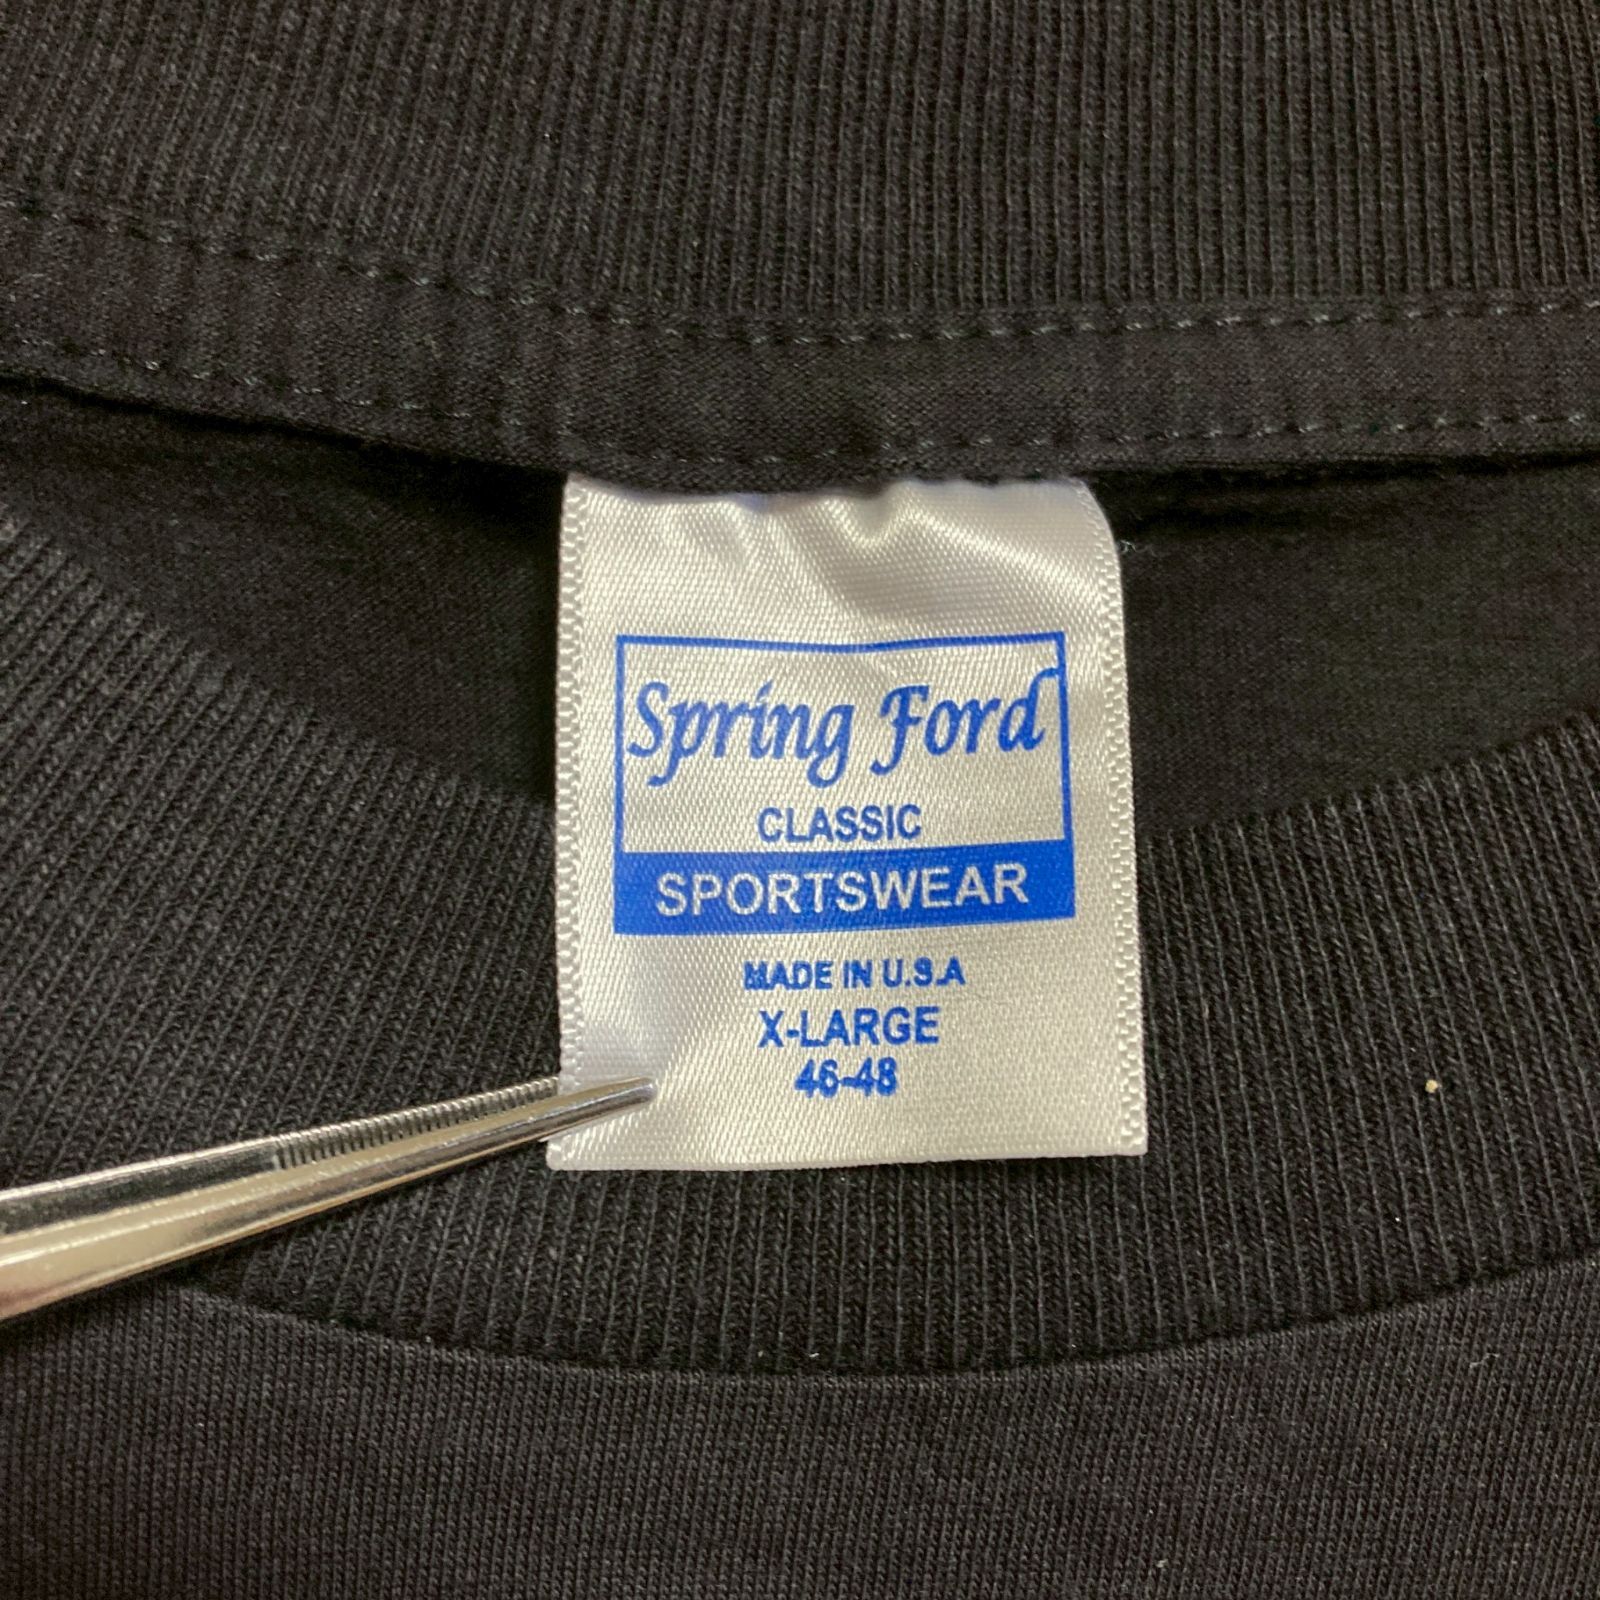 Spring Ford
CLASSIC
SPORTSWEAR
MADE IN U.S.A
X-LARGE
46-48